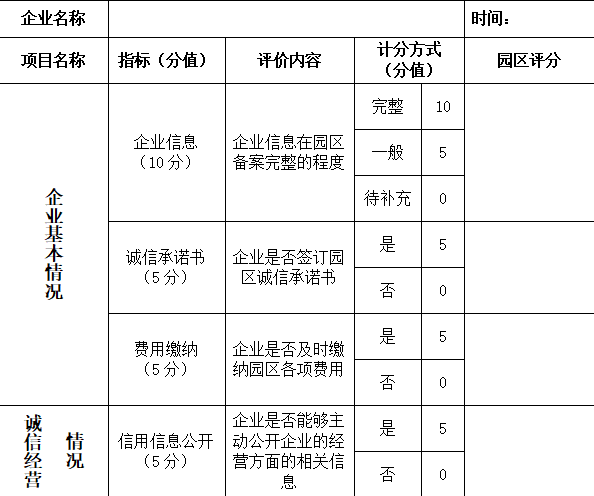 企业名称
时间：
项目名称
指标（分值）
评价内容
计分方式
（分值）
园区评分
企业基本情况
企业信息
（10 分）
企业信息在园区
备案完整的程度
完整
10
一般
5
待补充
0
诚信承诺书
（5 分）
企业是否签订园
区诚信承诺书
是
5
否
0
费用缴纳
（5 分）
企业是否及时缴
纳园区各项费用
是
5
否
0
诚信经营
情况
信用信息公开
（5 分）
企业是否能够主
动公开企业的经
营方面的相关信
息
是
5
否
0